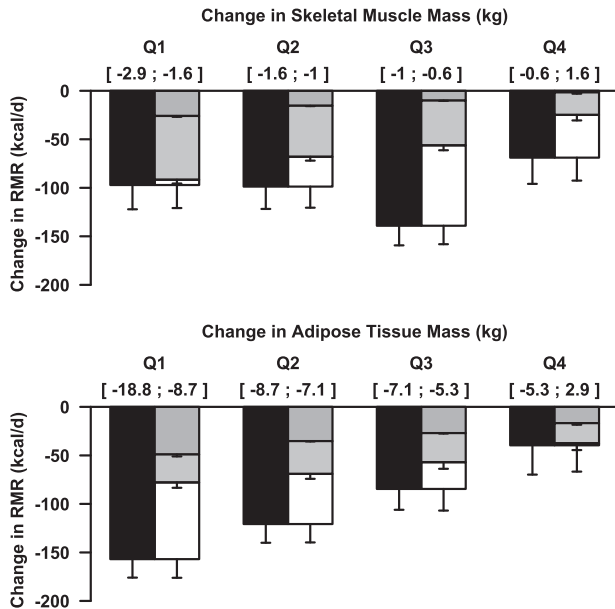 Change in Skeletal Muscle Mass (kg)
Q1 Q2 Q3 Q4
[ -2.9 ; -1.6 ] [ -1.6 ; -1 ] [ -1 ; -0.6 ] [ -0.6 ; 1.6 ]
0
-50
-100
-150
-200
Change in RMR (kcal/d)
Change in Adipose Tissue Mass (kg)
Q1 Q2 Q3 Q4
[ -18.8 ; -8.7 ] [ -8.7 ; -7.1 ] [ -7.1 ; -5.3 ] [ -5.3 ; 2.9 ]
0
-50
-100
-150
-200
Change in RMR (kcal/d)